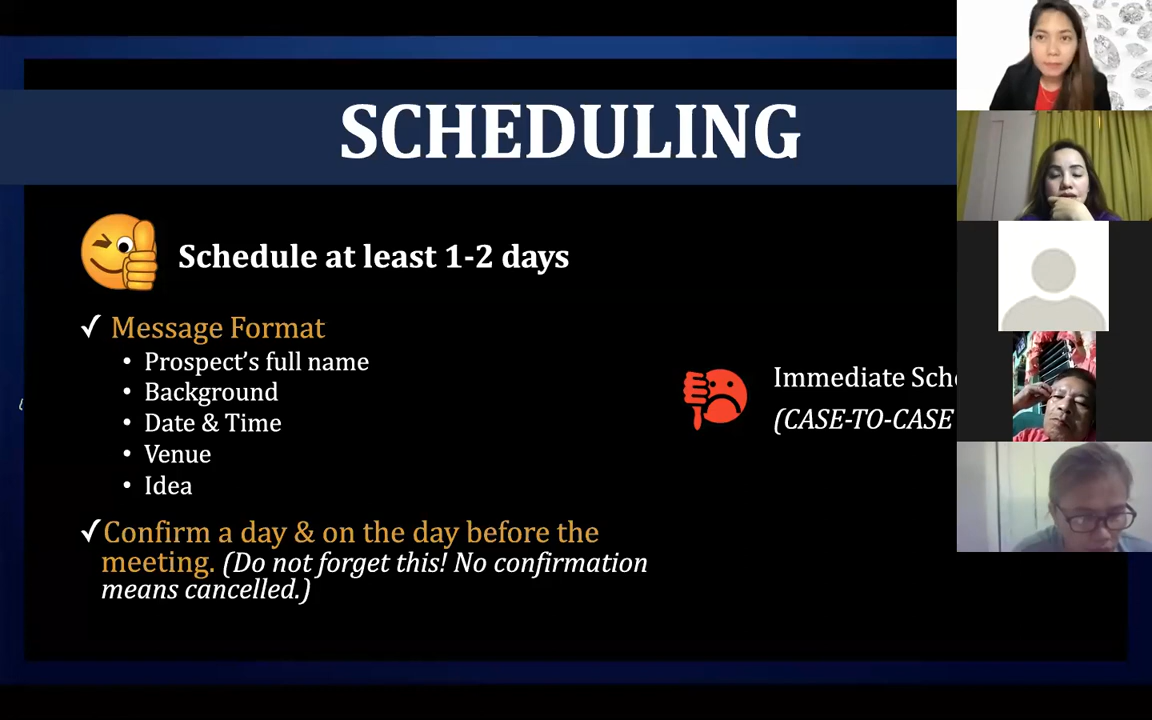 SCHEDULING
Schedule at least 1-2 days
✓ Message Format
• Prospect's full name
• Background
• Date & Time
• Venue
• Idea
✓Confirm a day & on the day before the
meeting. (Do not forget this! No confirmation
means cancelled.)
Immediate
(CASE-TO-CASE